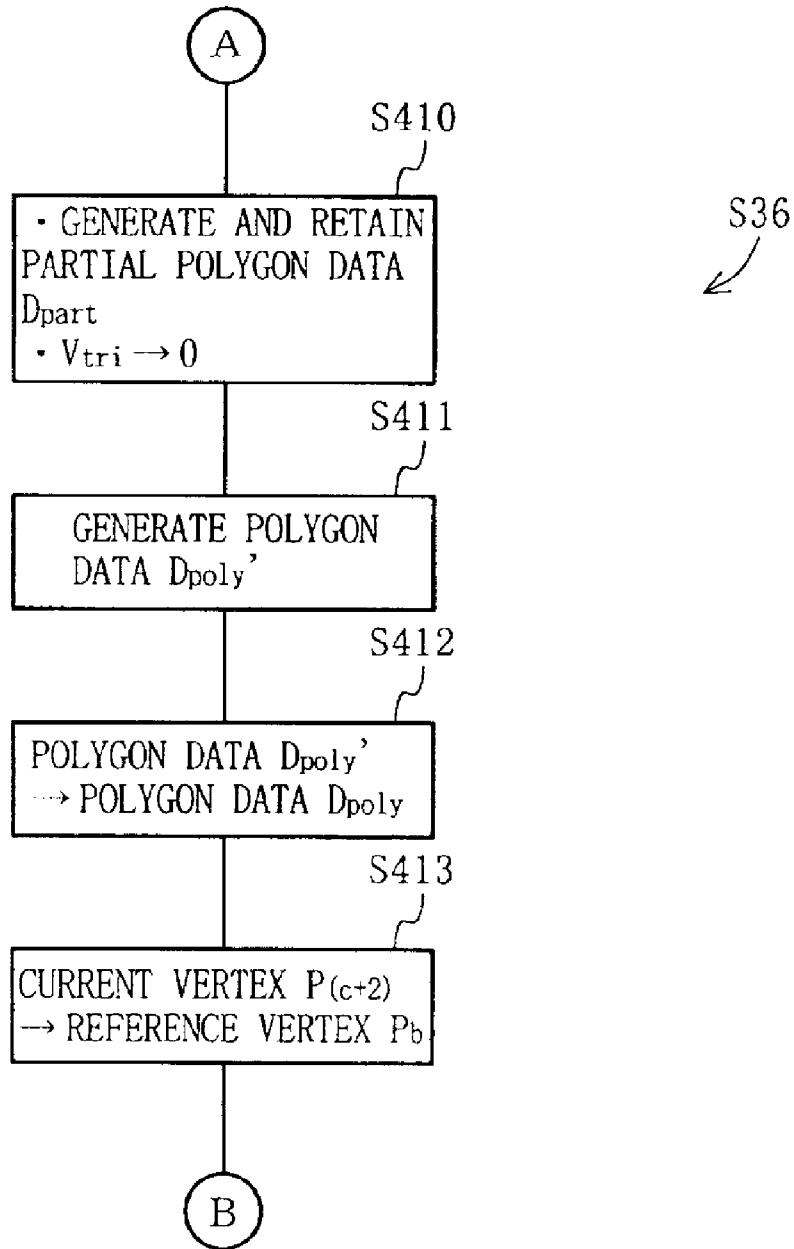 A
S410
・GENERATE AND RETAIN
PARTIAL POLYGON DATA
Dpart
・Vtri → 0
S36
S411
GENERATE POLYGON
DATA Dpoly’
S412
POLYGON DATA Dpoly’
→ POLYGON DATA Dpoly
S413
CURRENT VERTEX P(c+2)
→ REFERENCE VERTEX Pb
B